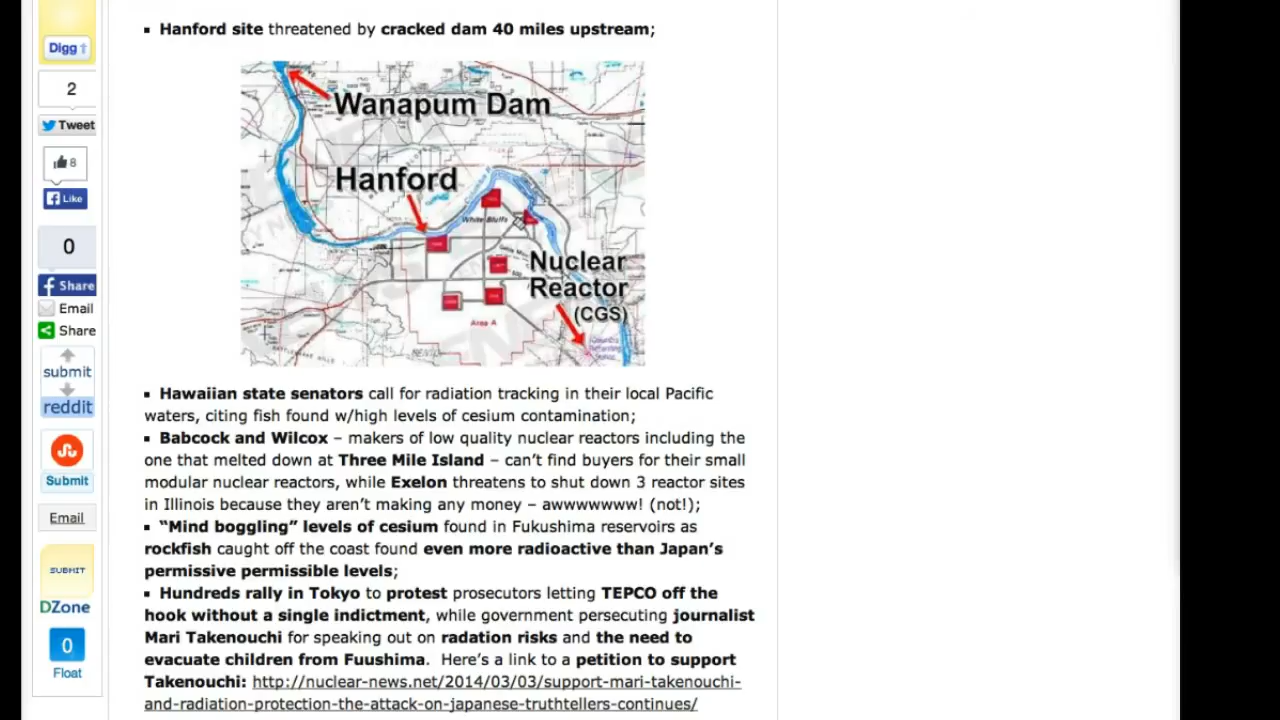 Digg
2
Tweet
8
Like
0
Share
Email
Share
submit
reddit
Submit
Email
SUBMIT
DZone
0
Float
Hanford site threatened by cracked dam 40 miles upstream;
Wanapum Dam
Hanford
White Bluffs
Nuclear
Reactor
(CGS)
Area A
Hawaiian state senators call for radiation tracking in their local Pacific
waters, citing fish found w/high levels of cesium contamination;
Babcock and Wilcox – makers of low quality nuclear reactors including the
one that melted down at Three Mile Island – can't find buyers for their small
modular nuclear reactors, while Exelon threatens to shut down 3 reactor sites
in Illinois because they aren't making any money – awwwwwww! (not!);
“Mind boggling” levels of cesium found in Fukushima reservoirs as
rockfish caught off the coast found even more radioactive than Japan's
permissive permissible levels;
Hundreds rally in Tokyo to protest prosecutors letting TEPCO off the
hook without a single indictment, while government persecuting journalist
Mari Takenouchi for speaking out on radation risks and the need to
evacuate children from Fuushima. Here's a link to a petition to support
Takenouchi: http://nuclear-news.net/2014/03/03/support-mari-takenouchi-
and-radiation-protection-the-attack-on-japanese-truthtellers-continues/